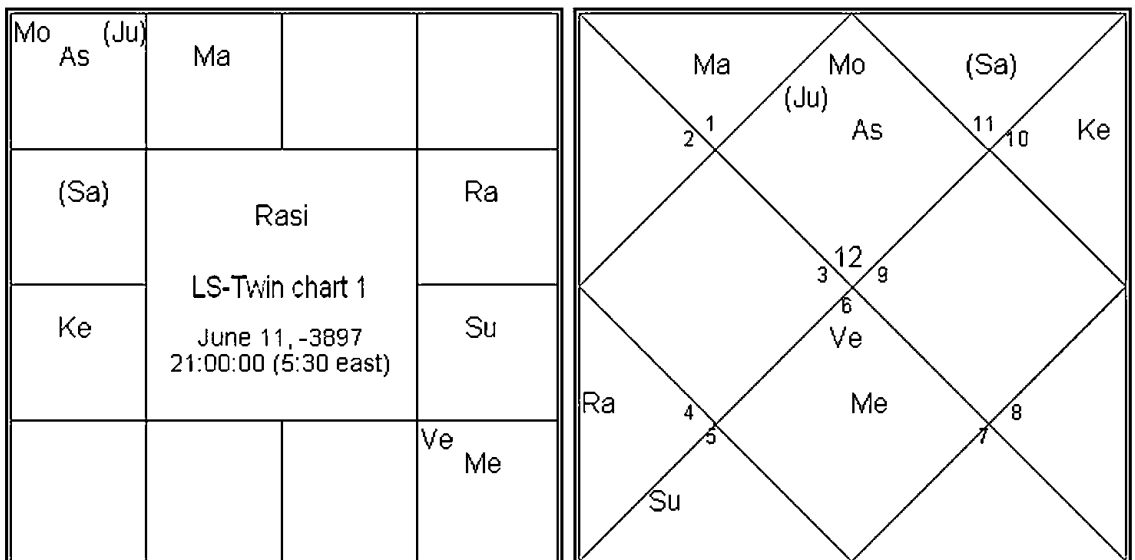 Mo (Ju)
As
Ma
(Sa)
Ra
Rasi
LS-Twin chart 1
Ke
Su
June 11, -3897
21:00:00 (5:30 east)
Ve
Me
Ma
Mo
(Sa)
(Ju)
1
11
As
Ke
2
10
12
3
9
6
Ve
Ra
4
Me
8
5
7
Su